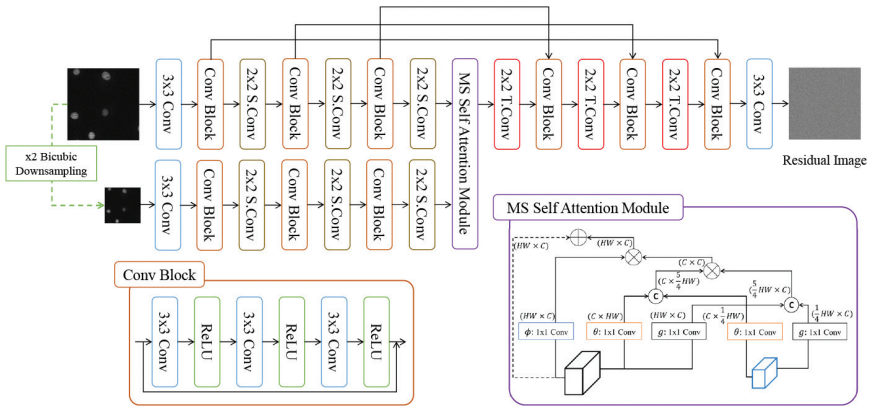 3x3 Conv
Conv Block
2x2 S.Conv
Conv Block
2x2 S.Conv
Conv Block
2x2 S.Conv
MS Self Attention Module
2x2 T.Conv
Conv Block
2x2 T.Conv
Conv Block
2x2 T.Conv
Conv Block
3x3 Conv
Residual Image
x2 Bicubic
Downsampling
3x3 Conv
Conv Block
2x2 S.Conv
Conv Block
2x2 S.Conv
Conv Block
2x2 S.Conv
Conv Block
3x3 Conv
ReLU
3x3 Conv
ReLU
3x3 Conv
ReLU
MS Self Attention Module
(HW × C)
(HW × C)
(C × C)
(C × 5/4 HW)
(5/4 HW × C)
C
C
(HW × C)
(C × HW)
(HW × C)
(C × 1/4 HW)
(1/4 HW × C)
ϕ: 1x1 Conv
θ: 1x1 Conv
g: 1x1 Conv
θ: 1x1 Conv
g: 1x1 Conv